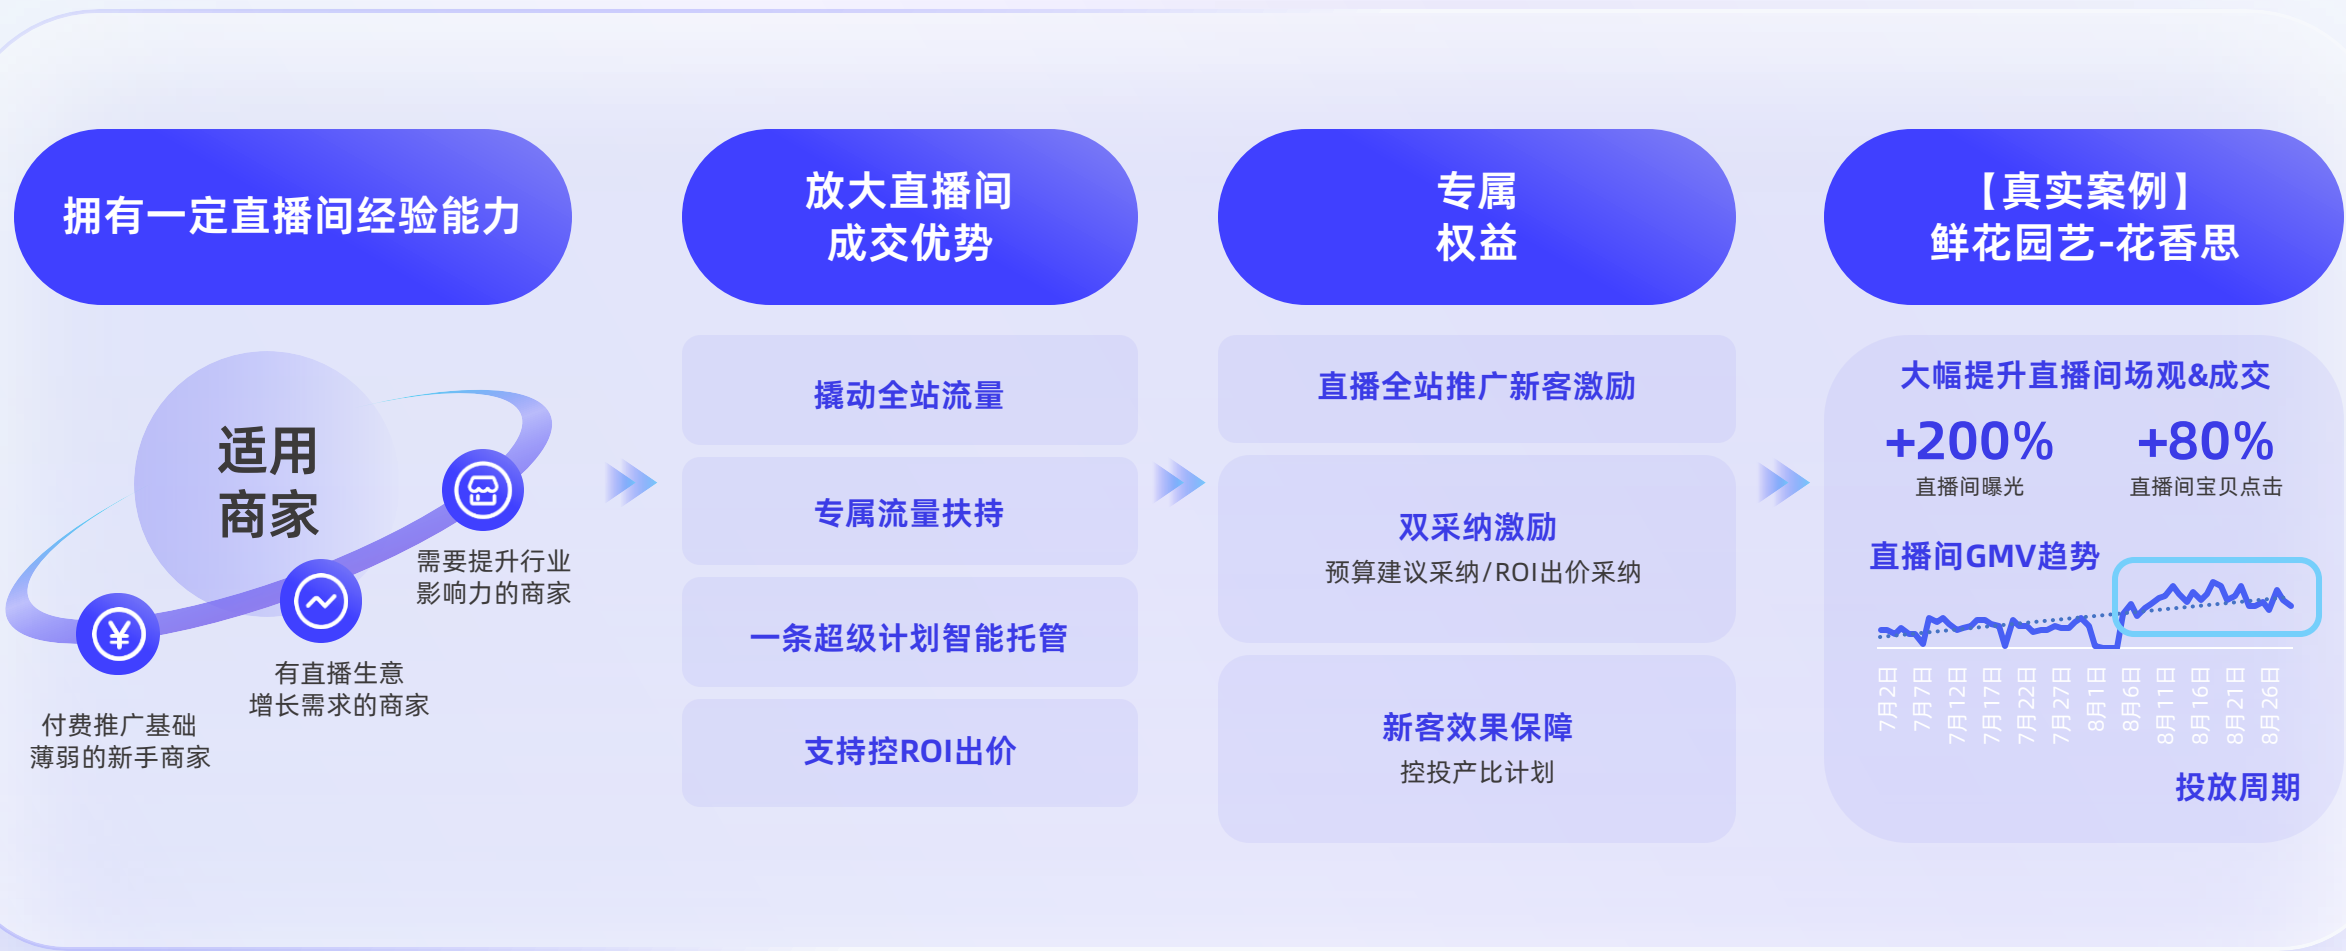 拥有一定直播间经验能力
适用
商家
需要提升行业
影响力的商家
有直播生意
增长需求的商家
付费推广基础
薄弱的新手商家
放大直播间
成交优势
撬动全站流量
专属流量扶持
一条超级计划智能托管
支持控ROI出价
专属
权益
直播全站推广新客激励
双采纳激励
预算建议采纳/ROI出价采纳
新客效果保障
控投产比计划
【真实案例】
鲜花园艺-花香思
大幅提升直播间场观&成交
+200%
直播间曝光
+80%
直播间宝贝点击
直播间GMV趋势
7月2日
7月7日
7月12日
7月17日
7月22日
7月27日
8月1日
8月6日
8月11日
8月16日
8月21日
8月26日
投放周期